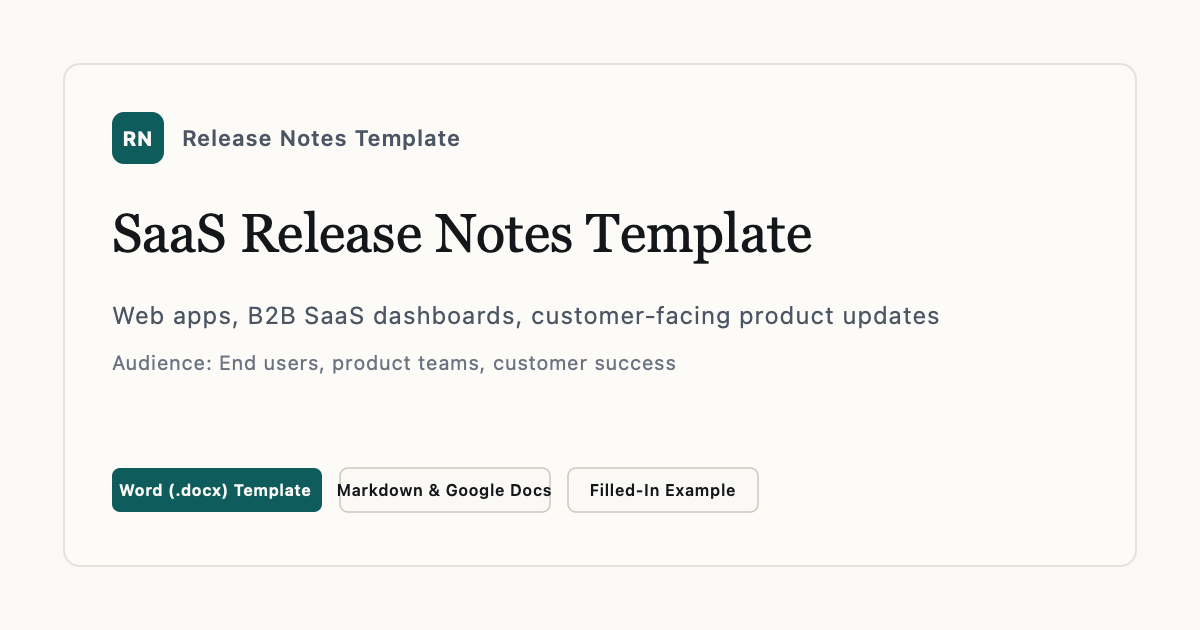 RN
Release Notes Template
SaaS Release Notes Template
Web apps, B2B SaaS dashboards, customer-facing product updates
Audience: End users, product teams, customer success
Word (.docx) Template
Markdown & Google Docs
Filled-In Example